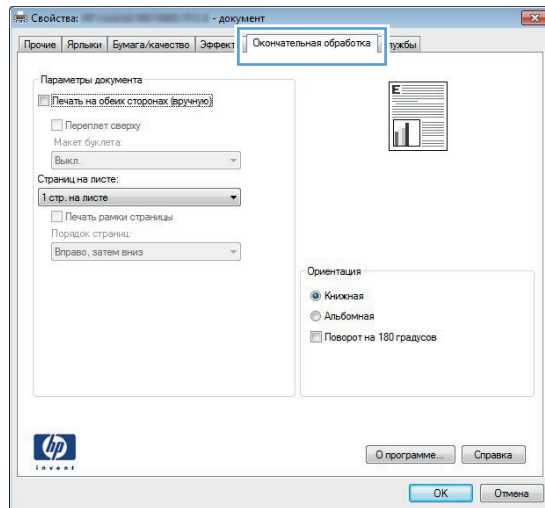 Свойства: - документ
Прочие Ярлыки Бумага/качество Эффект Окончательная обработка
Параметры документа
Печать на обеих сторонах (вручную)
Переплет сверху
Макет буклета:
Выкл.
Страниц на листе:
1 стр. на листе
Печать рамки страницы
Порядок страниц:
Вправо, затем вниз
E
Ориентация
Книжная
Альбомная
Поворот на 180 градусов
hp
invent
О программе... Справка
OK Отмена